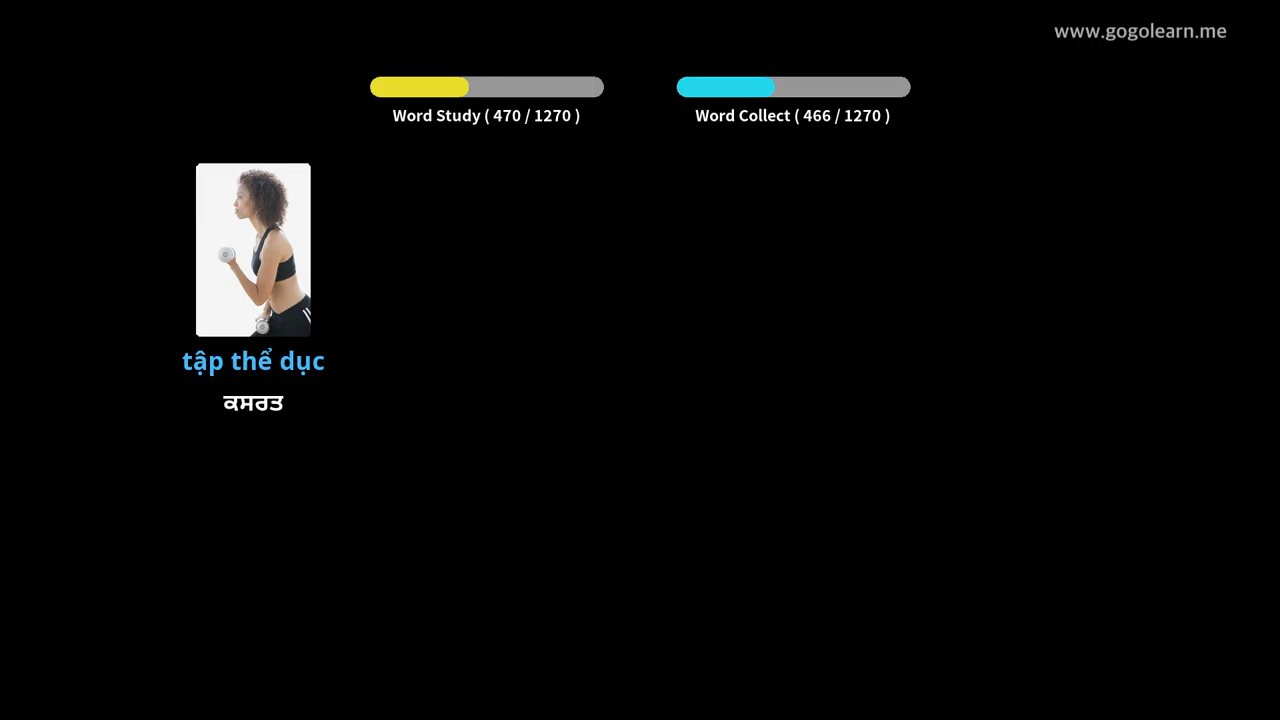 www.gogolearn.me
Word Study ( 470 / 1270 )
Word Collect ( 466 / 1270 )
tập thể dục
ਕਸਰਤ